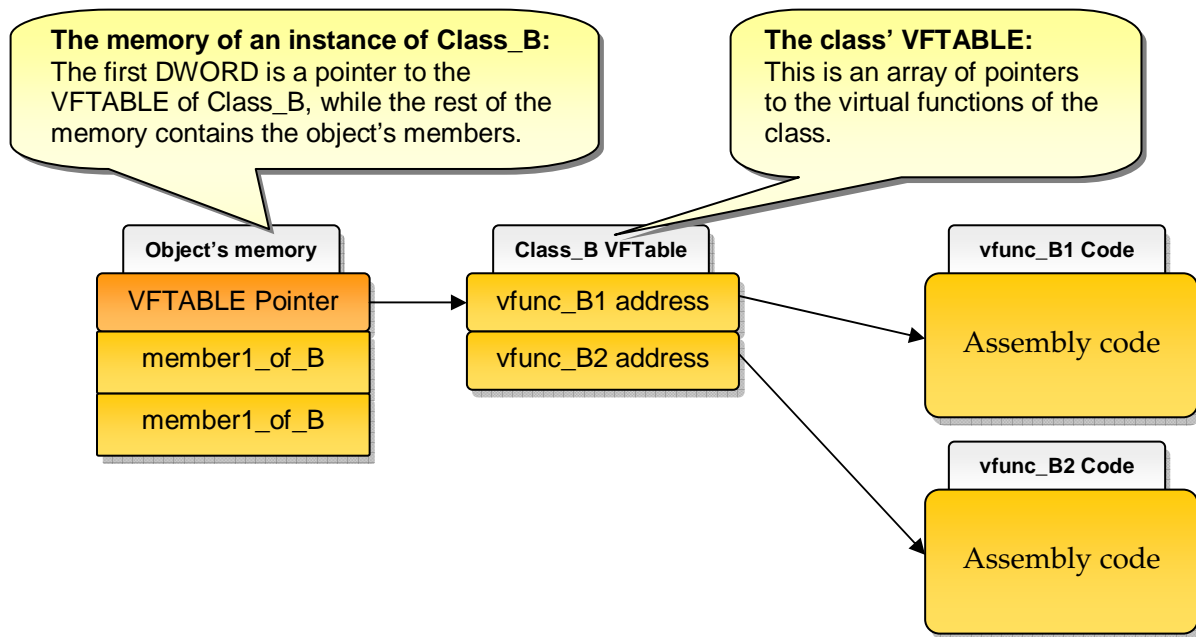 The memory of an instance of Class_B:
The first DWORD is a pointer to the
VFTABLE of Class_B, while the rest of the
memory contains the object’s members.
The class’ VFTABLE:
This is an array of pointers
to the virtual functions of the
class.
Object’s memory
VFTABLE Pointer
member1_of_B
member1_of_B
Class_B VFTable
vfunc_B1 address
vfunc_B2 address
vfunc_B1 Code
Assembly code
vfunc_B2 Code
Assembly code